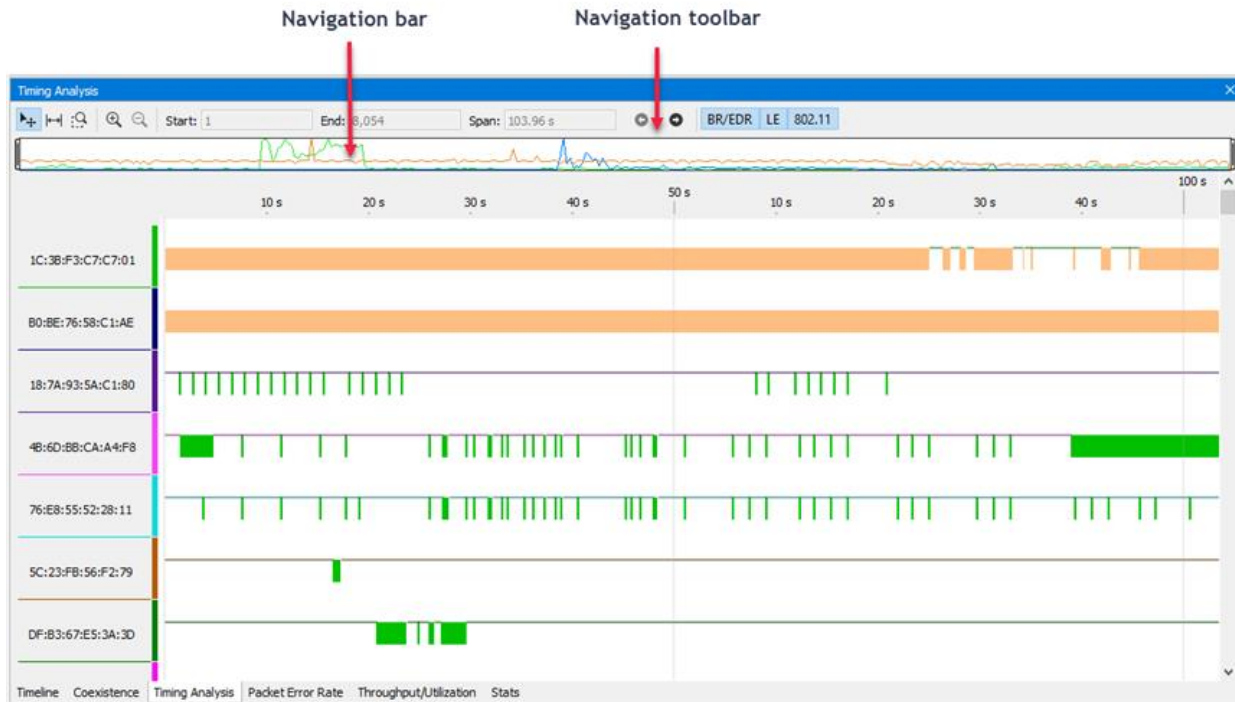 Navigation bar
Navigation toolbar
Timing Analysis
Start: 1 End: 8,054 Span: 103.96 s BR/EDR LE 802.11
50 s 100 s
10 s 20 s 30 s 40 s 10 s 20 s 30 s 40 s
1C:3B:F3:C7:C7:01
B0:BE:76:58:C1:AE
18:7A:93:5A:C1:80
4B:6D:BB:CA:A4:F8
76:E8:55:52:28:11
5C:23:FB:56:F2:79
DF:B3:67:E5:3A:3D
Timeline Coexistence Timing Analysis Packet Error Rate Throughput/Utilization Stats